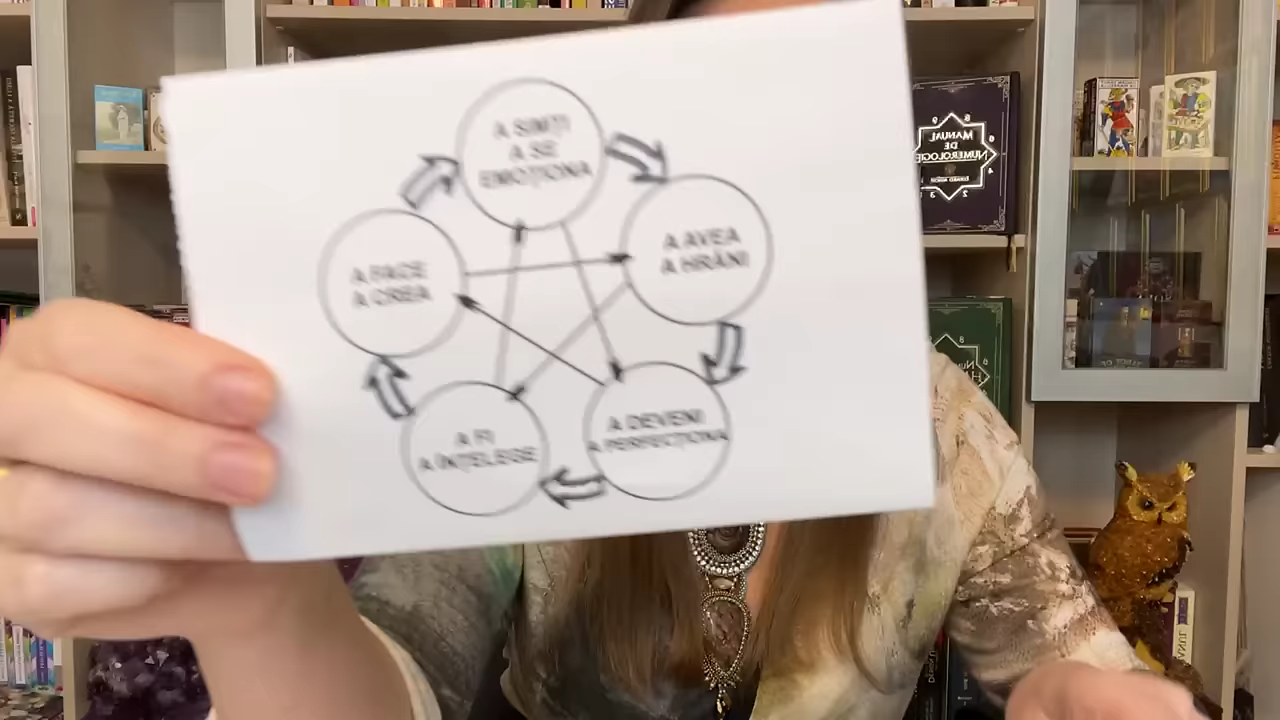 A SIMȚI
A SE
EMOȚIONA
A AVEA
A HRĂNI
A DEVENI
A PERFECȚIONA
A FI
A ÎNȚELEGE
A FACE
A CREA
MANUAL
DE
NUMEROLOGIE